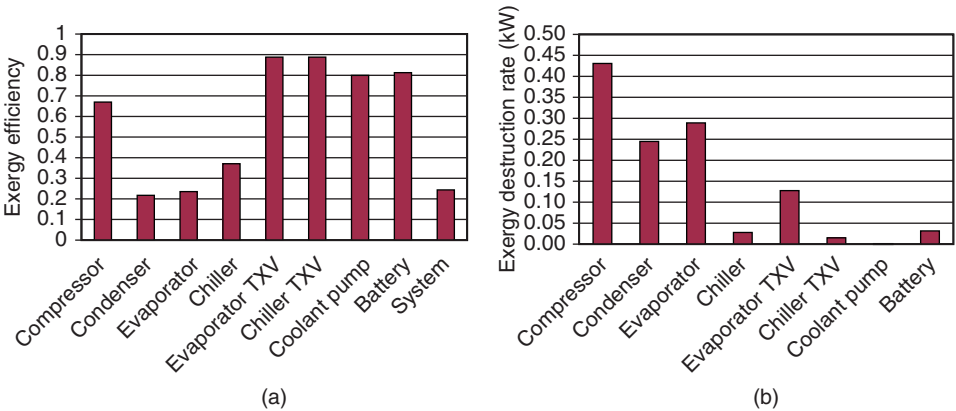 Exergy efficiency
1
0.9
0.8
0.7
0.6
0.5
0.4
0.3
0.2
0.1
0
Compressor
Condenser
Evaporator
Chiller
Evaporator TXV
Chiller TXV
Coolant pump
Battery
System
(a)
Exergy destruction rate (kW)
0.50
0.45
0.40
0.35
0.30
0.25
0.20
0.15
0.10
0.05
0.00
Compressor
Condenser
Evaporator
Chiller
Evaporator TXV
Chiller TXV
Coolant pump
Battery
(b)